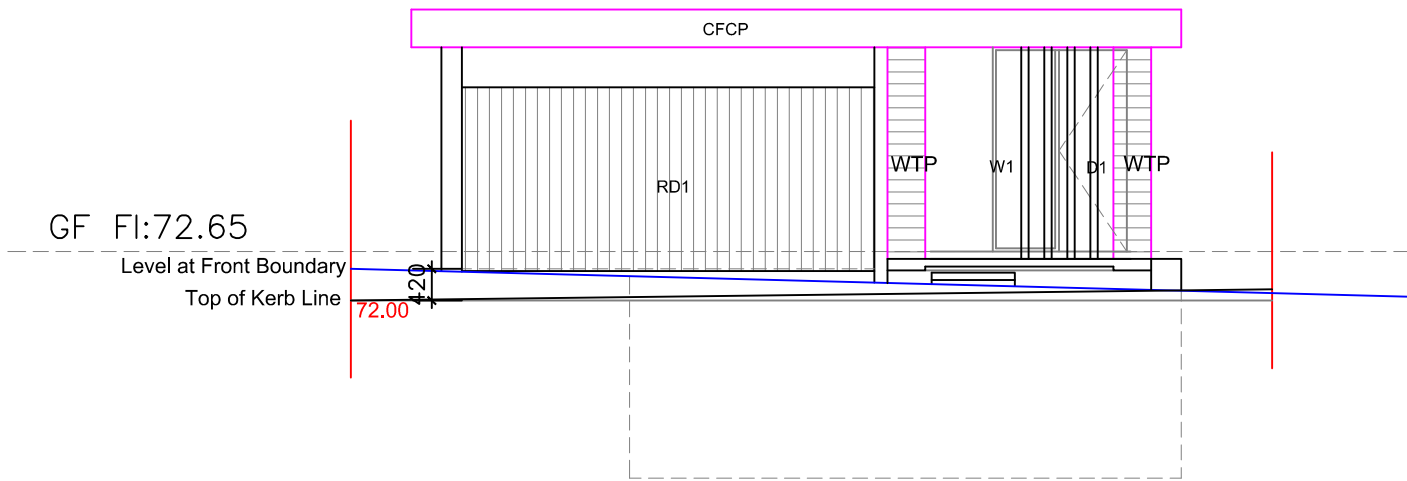 CFCP
WTP
W1
D1
WTP
RD1
GF FI:72.65
Level at Front Boundary
420
Top of Kerb Line
72.00